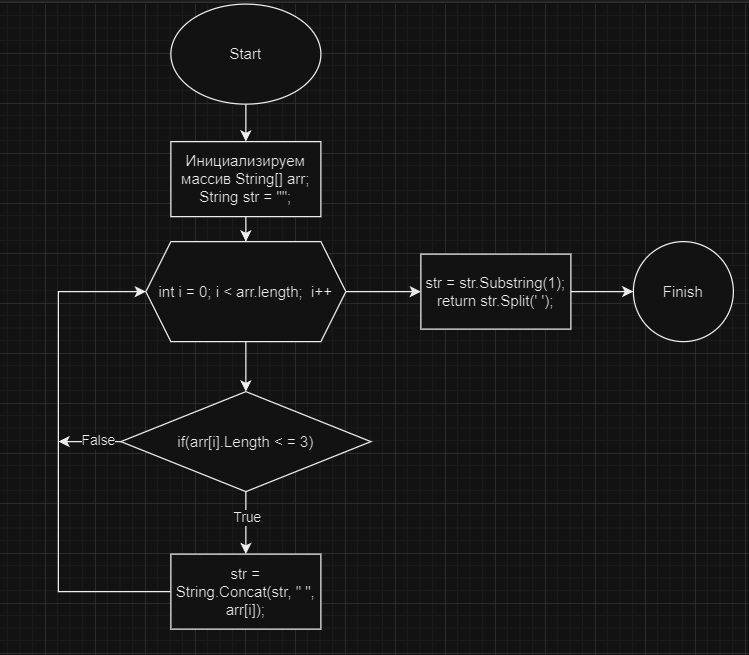 Start
Инициализируем
массив String[] arr;
String str = "";
int i = 0; i < arr.length;  i++
str = str.Substring(1);
return str.Split(' ');
Finish
False
if(arr[i].Length < = 3)
True
str =
String.Concat(str, " ",
arr[i]);